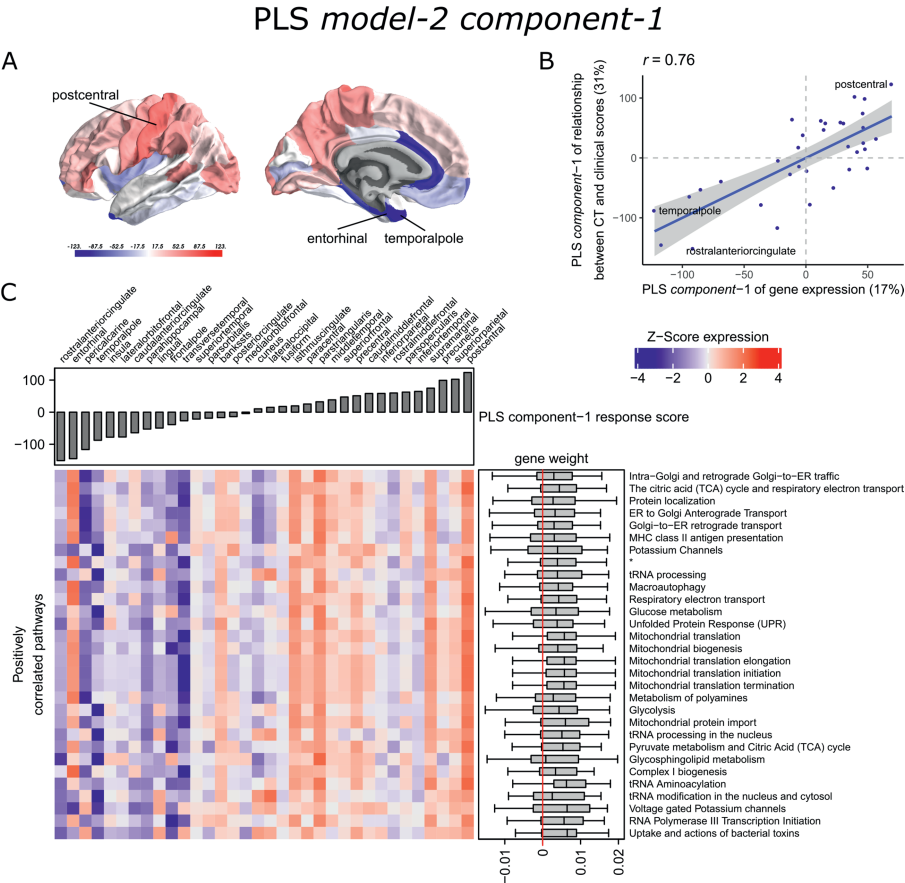 PLS model-2 component-1
A
postcentral
entorhinal
temporalpole
-123. -87.5 -52.5 -17.5 17.5 52.5 87.5 123.
B
r = 0.76
PLS component−1 of relationship
between CT and clinical scores (31%)
100
0
−100
postcentral
temporalpole
rostralanteriorcingulate
−100 −50 0 50
PLS component−1 of gene expression (17%)
C
rostralanteriorcingulate
entorhinal
pericalcarine
temporalpole
insula
lateralorbitofrontal
caudalanteriorcingulate
parahippocampal
lingual
frontalpole
transversetemporal
superiortemporal
parsorbitalis
bankssts
posteriorcingulate
medialorbitofrontal
cuneus
lateraloccipital
fusiform
isthmuscingulate
paracentral
parstriangularis
middletemporal
superiorfrontal
precentral
caudalmiddlefrontal
inferiorparietal
rostralmiddlefrontal
parsopercularis
inferiortemporal
supramarginal
precuneus
superiorparietal
postcentral
100
0
−100
PLS component−1 response score
Z−Score expression
−4 −2 0 2 4
Positively
correlated pathways
gene weight
Intra−Golgi and retrograde Golgi−to−ER traffic
The citric acid (TCA) cycle and respiratory electron transport
Protein localization
ER to Golgi Anterograde Transport
Golgi−to−ER retrograde transport
MHC class II antigen presentation
Potassium Channels
*
tRNA processing
Macroautophagy
Respiratory electron transport
Glucose metabolism
Unfolded Protein Response (UPR)
Mitochondrial translation
Mitochondrial biogenesis
Mitochondrial translation elongation
Mitochondrial translation initiation
Mitochondrial translation termination
Metabolism of polyamines
Glycolysis
Mitochondrial protein import
tRNA processing in the nucleus
Pyruvate metabolism and Citric Acid (TCA) cycle
Glycosphingolipid metabolism
Complex I biogenesis
tRNA Aminoacylation
tRNA modification in the nucleus and cytosol
Voltage gated Potassium channels
RNA Polymerase III Transcription Initiation
Uptake and actions of bacterial toxins
−0.01 0 0.01 0.02